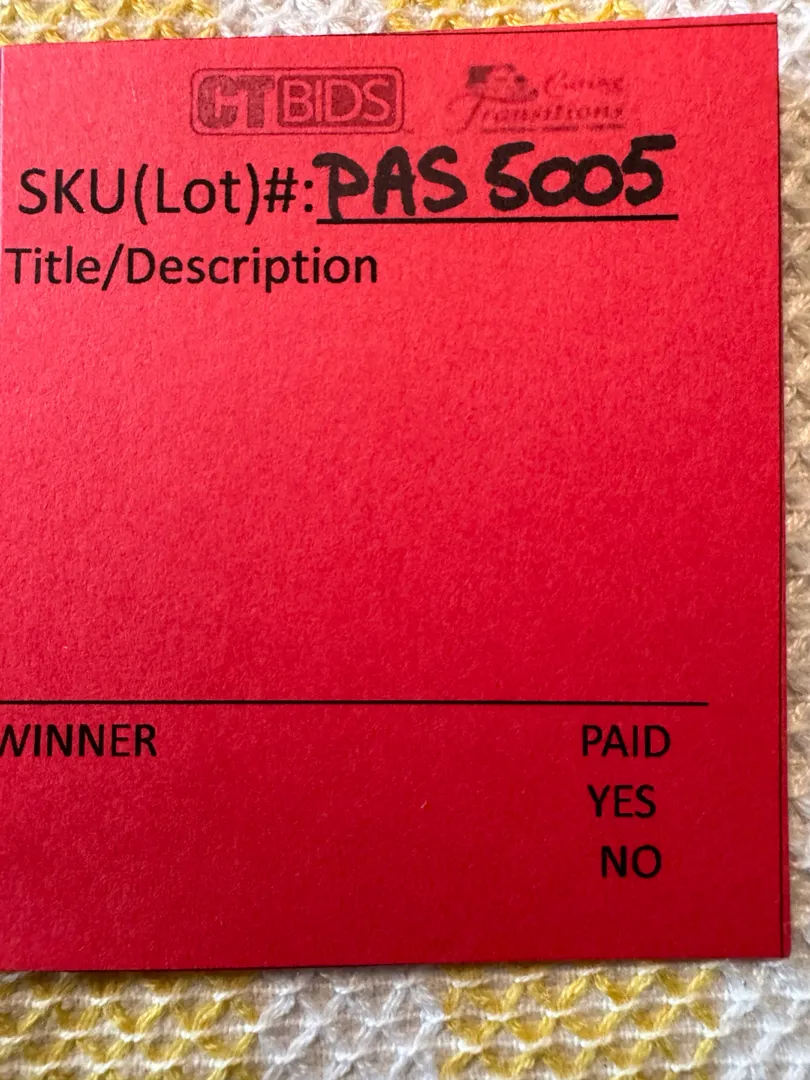 CTBIDS Caring
Transitions
SKU(Lot)#: PAS 5005
Title/Description
WINNER PAID
YES
NO